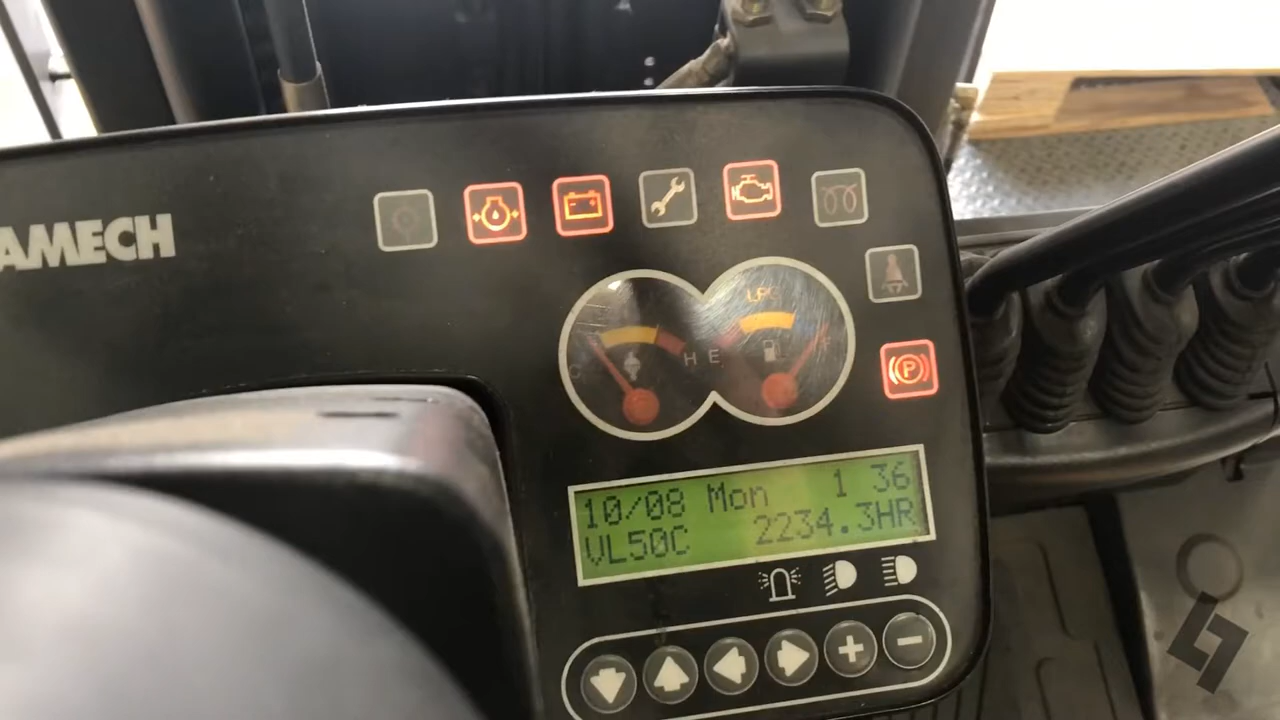 AMECH
LPG
C H E F
P
10/08 Mon 1 36
VL50C 2234.3HR